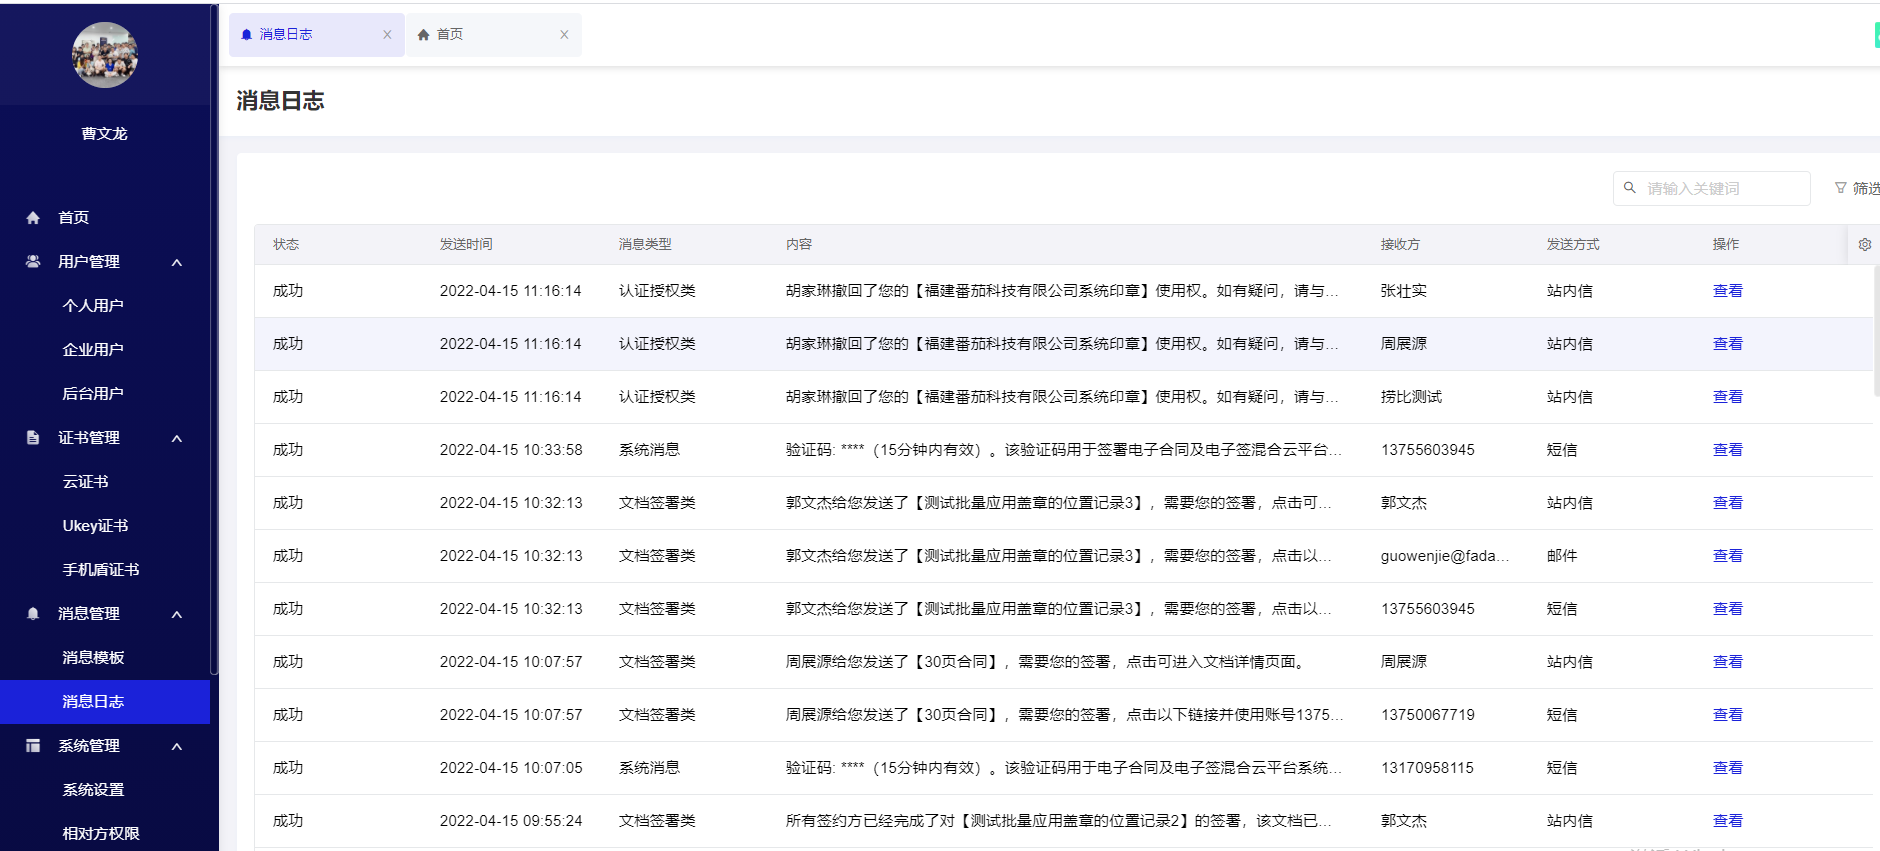 消息日志
首页
曹文龙
消息日志
首页
用户管理
个人用户
企业用户
后台用户
证书管理
云证书
Ukey证书
手机盾证书
消息管理
消息模板
消息日志
系统管理
系统设置
相对方权限
请输入关键词
筛选
状态 发送时间 消息类型 内容 接收方 发送方式 操作
成功 2022-04-15 11:16:14 认证授权类 胡家琳撤回了您的【福建番茄科技有限公司系统印章】使用权。如有疑问，请与... 张壮实 站内信 查看
成功 2022-04-15 11:16:14 认证授权类 胡家琳撤回了您的【福建番茄科技有限公司系统印章】使用权。如有疑问，请与... 周展源 站内信 查看
成功 2022-04-15 11:16:14 认证授权类 胡家琳撤回了您的【福建番茄科技有限公司系统印章】使用权。如有疑问，请与... 捞比测试 站内信 查看
成功 2022-04-15 10:33:58 系统消息 验证码: ****（15分钟内有效）。该验证码用于签署电子合同及电子签混合云平台... 13755603945 短信 查看
成功 2022-04-15 10:32:13 文档签署类 郭文杰给您发送了【测试批量应用盖章的位置记录3】，需要您的签署，点击可... 郭文杰 站内信 查看
成功 2022-04-15 10:32:13 文档签署类 郭文杰给您发送了【测试批量应用盖章的位置记录3】，需要您的签署，点击以... guowenjie@fada... 邮件 查看
成功 2022-04-15 10:32:13 文档签署类 郭文杰给您发送了【测试批量应用盖章的位置记录3】，需要您的签署，点击以... 13755603945 短信 查看
成功 2022-04-15 10:07:57 文档签署类 周展源给您发送了【30页合同】，需要您的签署，点击可进入文档详情页面。 周展源 站内信 查看
成功 2022-04-15 10:07:57 文档签署类 周展源给您发送了【30页合同】，需要您的签署，点击以下链接并使用账号1375... 13750067719 短信 查看
成功 2022-04-15 10:07:05 系统消息 验证码: ****（15分钟内有效）。该验证码用于电子合同及电子签混合云平台系统... 13170958115 短信 查看
成功 2022-04-15 09:55:24 文档签署类 所有签约方已经完成了对【测试批量应用盖章的位置记录2】的签署，该文档已... 郭文杰 站内信 查看